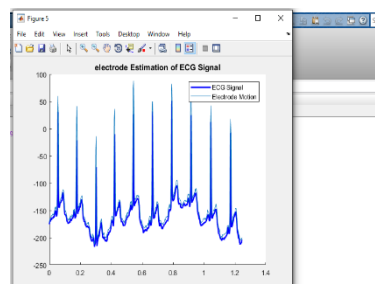 Figure 5
File Edit View Insert Tools Desktop Window Help
electrode Estimation of ECG Signal
ECG Signal
Electrode Motion
100
50
0
-50
-100
-150
-200
-250
0 0.2 0.4 0.6 0.8 1 1.2 1.4